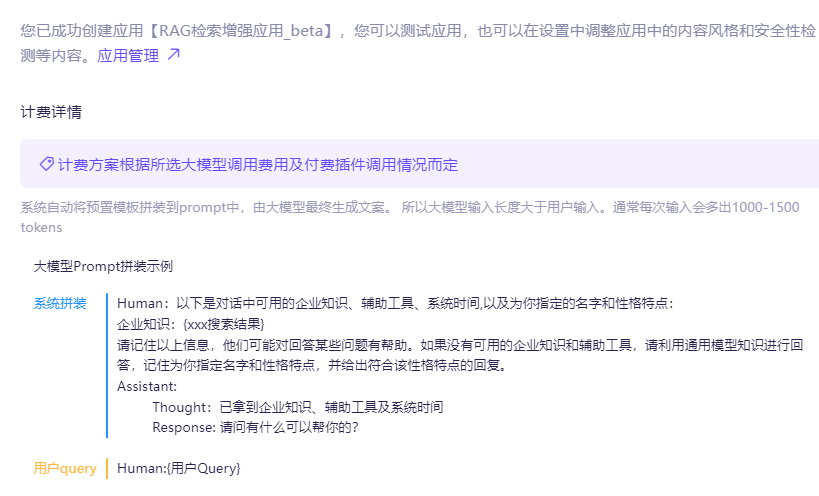 您已成功创建应用【RAG检索增强应用_beta】，您可以测试应用，也可以在设置中调整应用中的内容风格和安全性检
测等内容。应用管理
计费详情
计费方案根据所选大模型调用费用及付费插件调用情况而定
系统自动将预置模板拼装到prompt中，由大模型最终生成文案。 所以大模型输入长度大于用户输入。通常每次输入会多出1000-1500
tokens
大模型Prompt拼装示例
系统拼装
Human：以下是对话中可用的企业知识、辅助工具、系统时间,以及为你指定的名字和性格特点：
企业知识：{xxx搜索结果}
请记住以上信息，他们可能对回答某些问题有帮助。如果没有可用的企业知识和辅助工具，请利用通用模型知识进行回
答，记住为你指定名字和性格特点，并给出符合该性格特点的回复。
Assistant:
Thought：已拿到企业知识、辅助工具及系统时间
Response: 请问有什么可以帮你的？
用户query
Human:{用户Query}